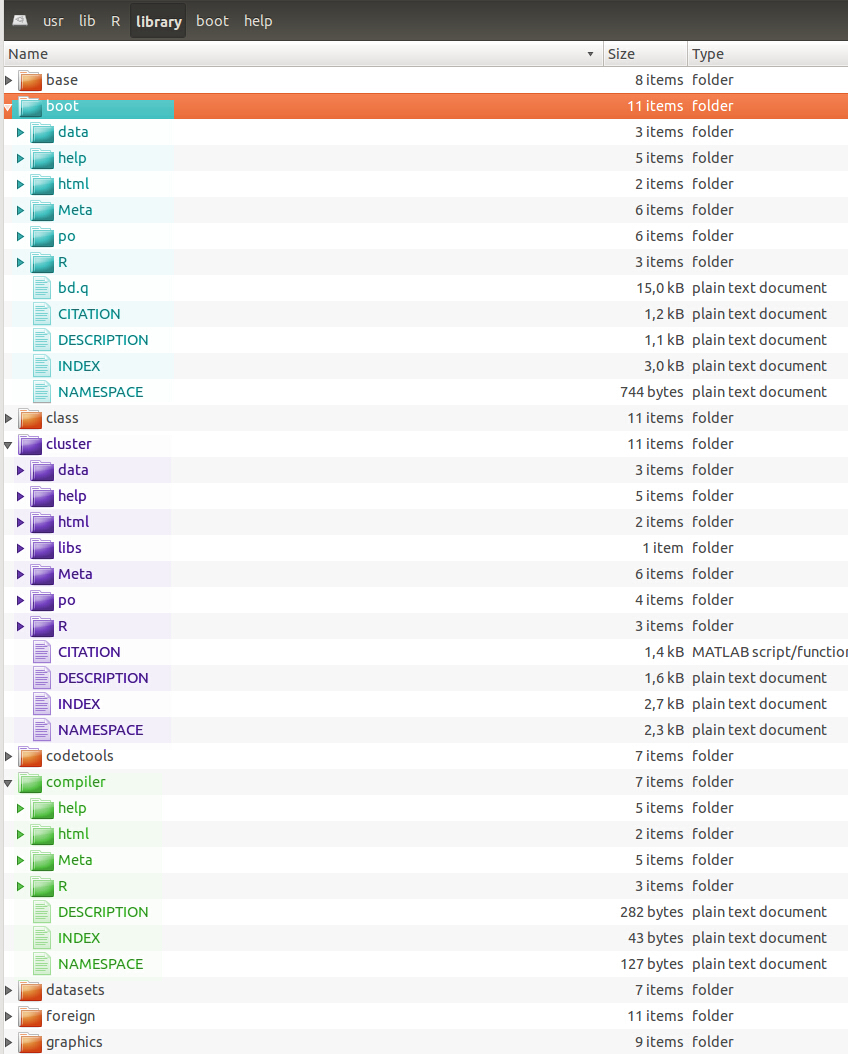 usr lib R library boot help
Name Size Type
base 8 items folder
boot 11 items folder
data 3 items folder
help 5 items folder
html 2 items folder
Meta 6 items folder
po 6 items folder
R 3 items folder
bd.q 15,0 kB plain text document
CITATION 1,2 kB plain text document
DESCRIPTION 1,1 kB plain text document
INDEX 3,0 kB plain text document
NAMESPACE 744 bytes plain text document
class 11 items folder
cluster 11 items folder
data 3 items folder
help 5 items folder
html 2 items folder
libs 1 item folder
Meta 6 items folder
po 4 items folder
R 3 items folder
CITATION 1,4 kB MATLAB script/function
DESCRIPTION 1,6 kB plain text document
INDEX 2,7 kB plain text document
NAMESPACE 2,3 kB plain text document
codetools 7 items folder
compiler 7 items folder
help 5 items folder
html 2 items folder
Meta 5 items folder
R 3 items folder
DESCRIPTION 282 bytes plain text document
INDEX 43 bytes plain text document
NAMESPACE 127 bytes plain text document
datasets 7 items folder
foreign 11 items folder
graphics 9 items folder